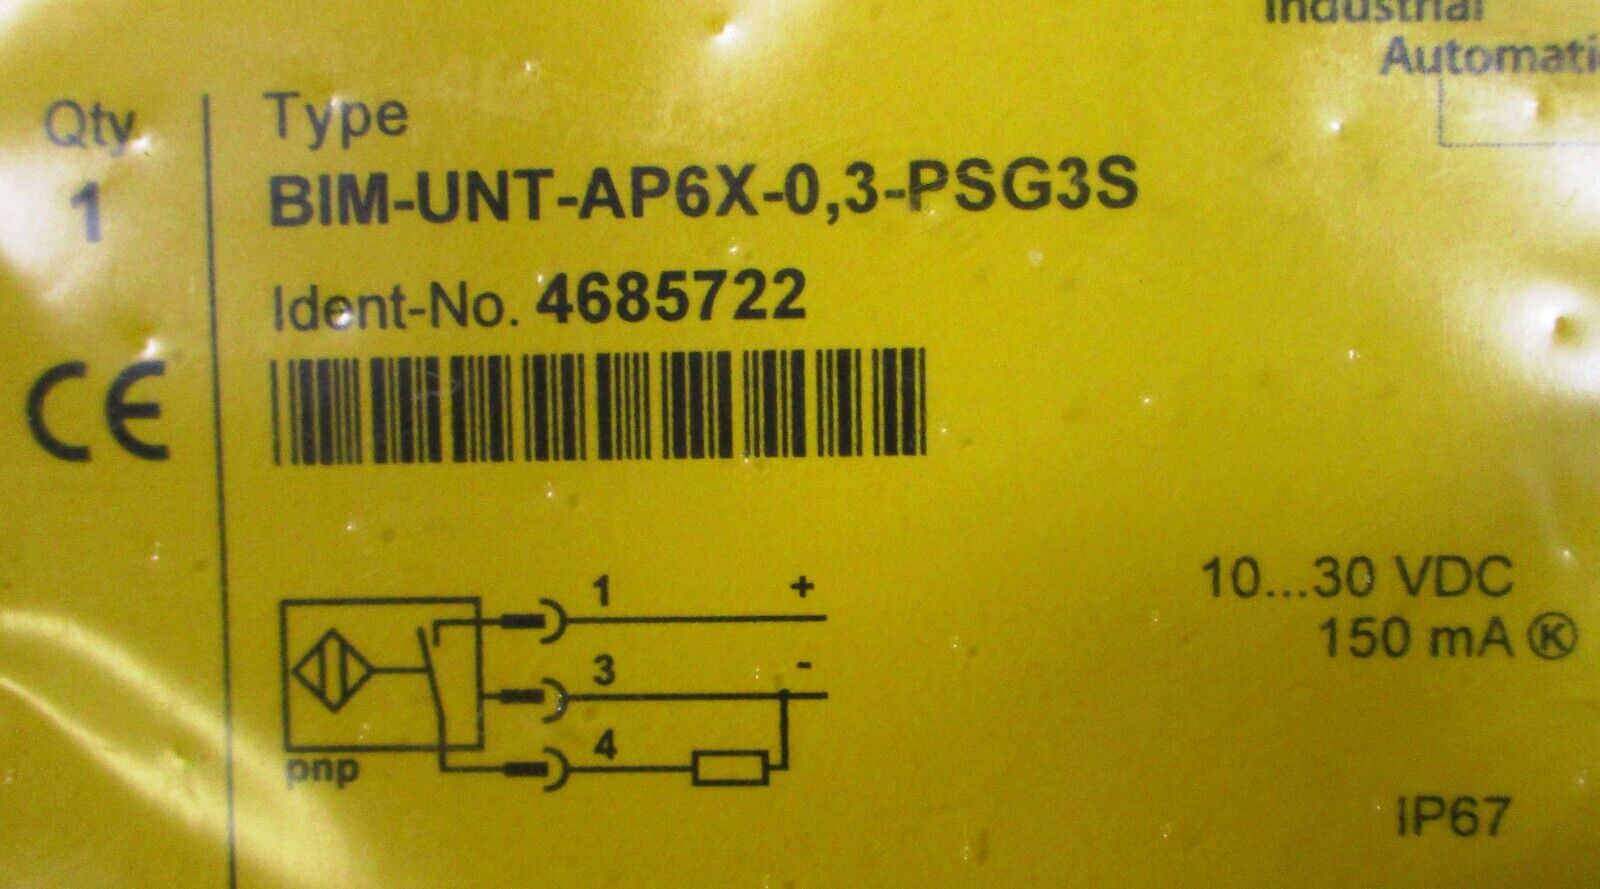 Industrial
Qty. Type
1 BIM-UNT-AP6X-0,3-PSG3S
Ident-No. 4685722
CE
1 +
10...30 VDC
150 mA K
3 -
4
pnp
IP67